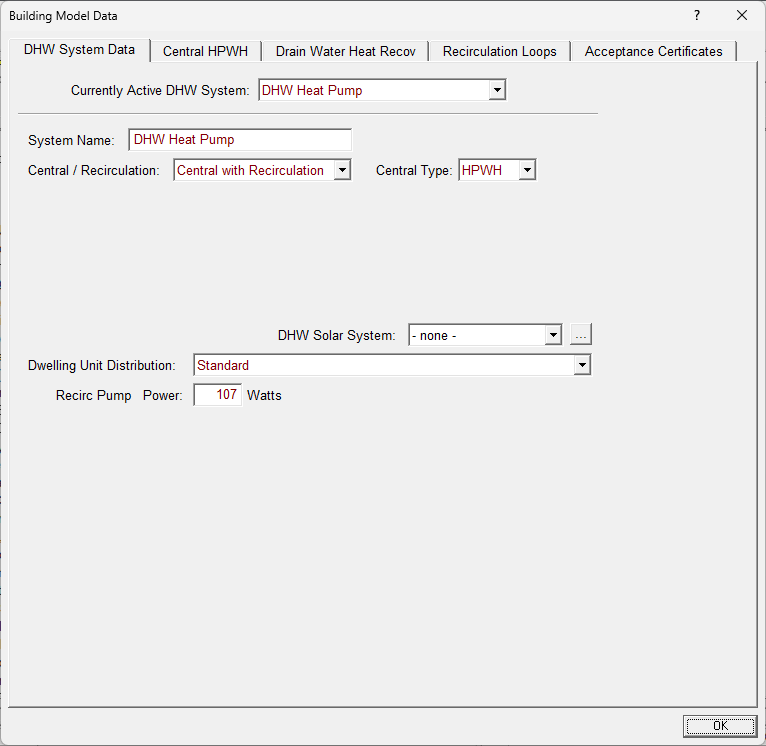 Building Model Data ?
DHW System Data Central HPWH Drain Water Heat Recov Recirculation Loops Acceptance Certificates
Currently Active DHW System: DHW Heat Pump
System Name: DHW Heat Pump
Central / Recirculation: Central with Recirculation Central Type: HPWH
DHW Solar System: - none - ...
Dwelling Unit Distribution: Standard
Recirc Pump Power: 107 Watts
OK